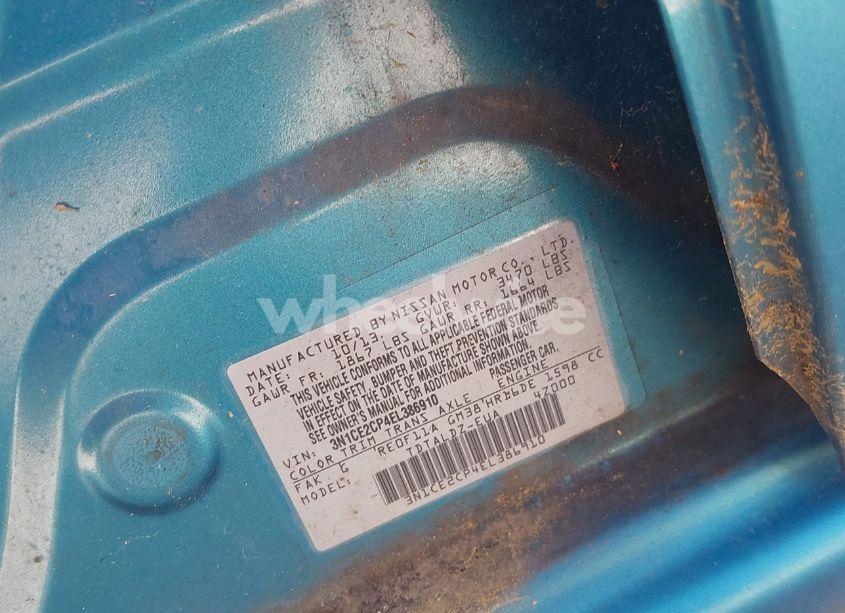 MANUFACTURED BY NISSAN MOTOR CO., LTD.
DATE: 10/13 GVWR: 3470 LBS
GAWR FR: 1867 LBS GAWR RR: 1664 LBS
THIS VEHICLE CONFORMS TO ALL APPLICABLE FEDERAL MOTOR
VEHICLE SAFETY, BUMPER AND THEFT PREVENTION STANDARDS
IN EFFECT ON THE DATE OF MANUFACTURE SHOWN ABOVE.
SEE OWNER'S MANUAL FOR ADDITIONAL INFORMATION.
VIN: 3N1CE2CP4EL386910 PASSENGER CAR.
COLOR TRIM TRANS AXLE ENGINE
FAK G RE0F11A GM38 HR16DE 1598 CC
MODEL: TDTALD7-EUA 47000
3N1CE2CP4EL386910
wheelwise